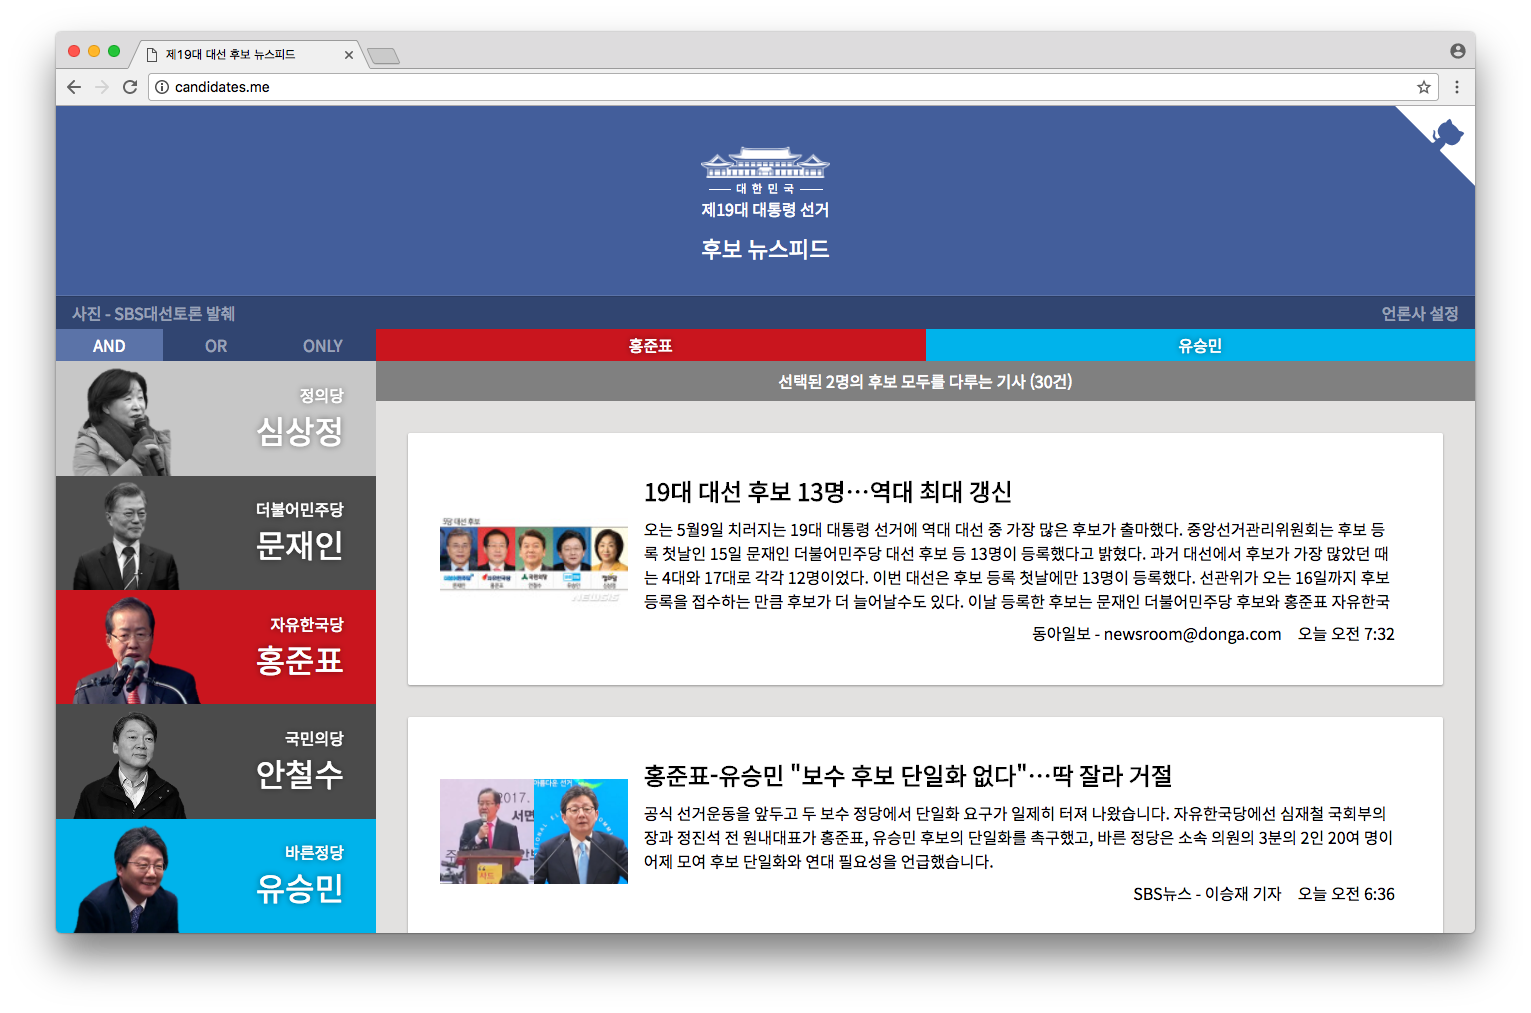 제19대 대선 후보 뉴스피드
candidates.me
대한민국
제19대 대통령 선거
후보 뉴스피드
사진 - SBS대선토론 발췌
언론사 설정
AND OR ONLY
홍준표
유승민
선택된 2명의 후보 모두를 다루는 기사 (30건)
정의당
심상정
더불어민주당
문재인
자유한국당
홍준표
국민의당
안철수
바른정당
유승민
19대 대선 후보 13명…역대 최대 갱신
오는 5월9일 치러지는 19대 대통령 선거에 역대 대선 중 가장 많은 후보가 출마했다. 중앙선거관리위원회는 후보 등
록 첫날인 15일 문재인 더불어민주당 대선 후보 등 13명이 등록했다고 밝혔다. 과거 대선에서 후보가 가장 많았던 때
는 4대와 17대로 각각 12명이었다. 이번 대선은 후보 등록 첫날에만 13명이 등록했다. 선관위가 오는 16일까지 후보
등록을 접수하는 만큼 후보가 더 늘어날수도 있다. 이날 등록한 후보는 문재인 더불어민주당 후보와 홍준표 자유한국
동아일보 - newsroom@donga.com 오늘 오전 7:32
5당 대선 후보
NEWSIS
홍준표-유승민 "보수 후보 단일화 없다"…딱 잘라 거절
공식 선거운동을 앞두고 두 보수 정당에서 단일화 요구가 일제히 터져 나왔습니다. 자유한국당에선 심재철 국회부의
장과 정진석 전 원내대표가 홍준표, 유승민 후보의 단일화를 촉구했고, 바른 정당은 소속 의원의 3분의 2인 20여 명이
어제 모여 후보 단일화와 연대 필요성을 언급했습니다.
SBS뉴스 - 이승재 기자 오늘 오전 6:36
2017.
서면